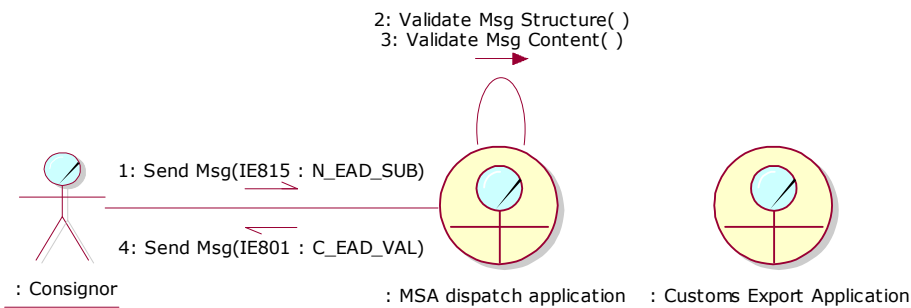 2: Validate Msg Structure( )
3: Validate Msg Content( )
1: Send Msg(IE815 : N_EAD_SUB)
4: Send Msg(IE801 : C_EAD_VAL)
: Consignor
: MSA dispatch application
: Customs Export Application